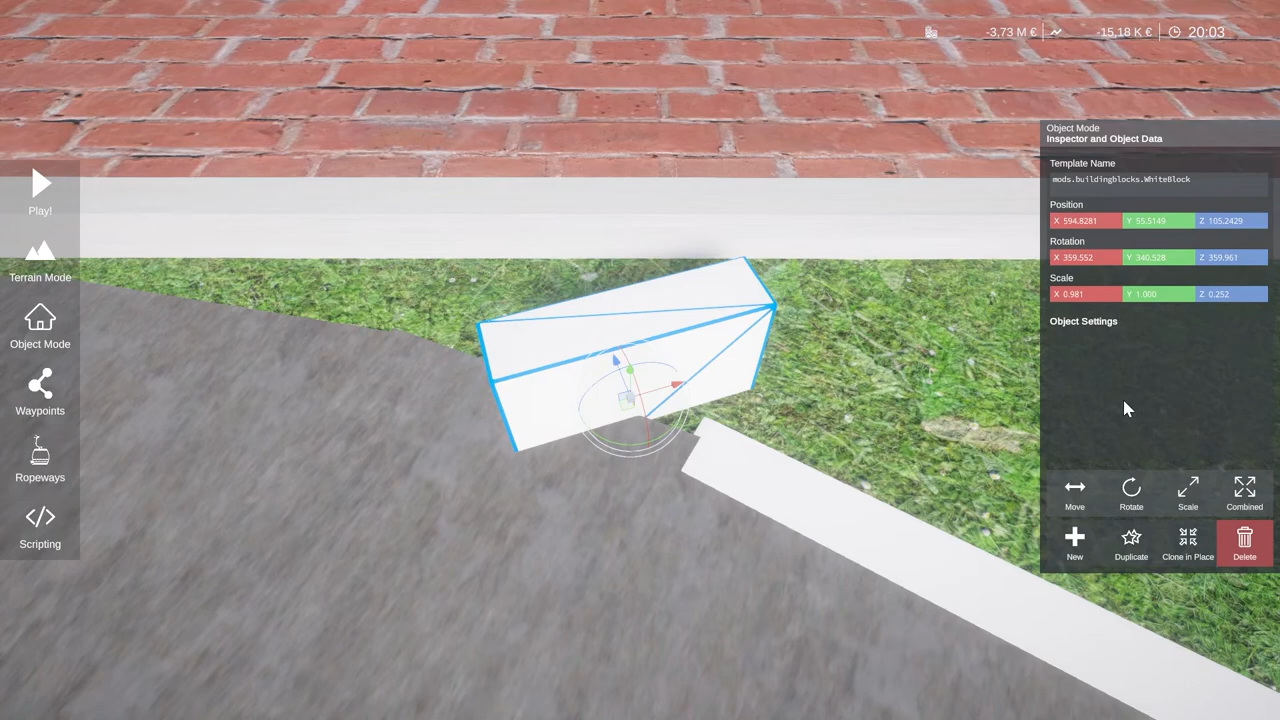 -3,73 M €
-15,18 K €
20:03
Play!
Terrain Mode
Object Mode
Waypoints
Ropeways
Scripting
Object Mode
Inspector and Object Data
Template Name
mods.buildingblocks.WhiteBlock
Position
X 594.8281 Y 55.5149 Z 105.2429
Rotation
X 359.552 Y 340.528 Z 359.961
Scale
X 0.981 Y 1.000 Z 0.252
Object Settings
Move Rotate Scale Combined
New Duplicate Clone in Place Delete